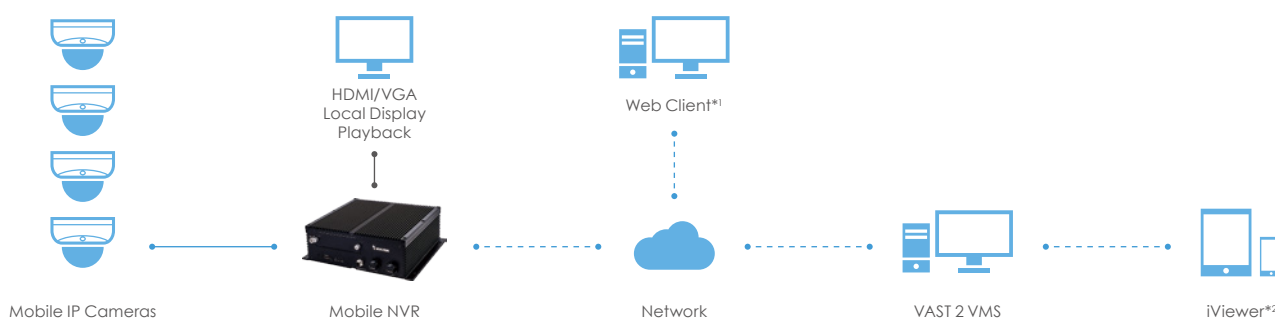 HDMI/VGA
Local Display
Playback
Web Client*1
Mobile IP Cameras
Mobile NVR
Network
VAST 2 VMS
iViewer*2